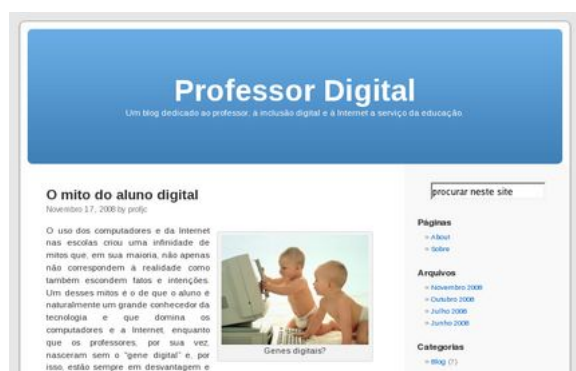 Professor Digital
Um blog dedicado ao professor, à inclusão digital e à Internet a serviço da educação.
O mito do aluno digital
Novembro 17, 2008 by profjc
O uso dos computadores e da Internet
nas escolas criou uma infinidade de
mitos que, em sua maioria, não apenas
não correspondem à realidade como
também escondem fatos e intenções.
Um desses mitos é o de que o aluno é
naturalmente um grande conhecedor da
tecnologia e que domina os
computadores e a Internet, enquanto
que os professores, por sua vez,
nasceram sem o "gene digital" e, por
isso, estão sempre em desvantagem e
Genes digitais?
procurar neste site
Páginas
» About
» Sobre
Arquivos
» Novembro 2008
» Outubro 2008
» Julho 2008
» Junho 2008
Categorias
» Blog (7)